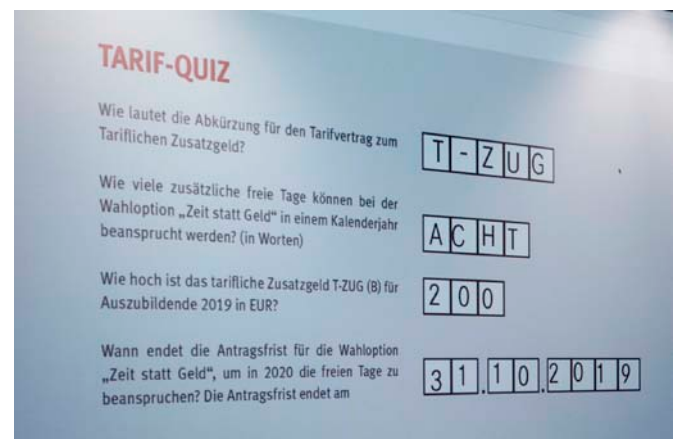 TARIF-QUIZ
Wie lautet die Abkürzung für den Tarifvertrag zum
Tariflichen Zusatzgeld?
T-ZUG
Wie viele zusätzliche freie Tage können bei der
Wahloption „Zeit statt Geld“ in einem Kalenderjahr
beansprucht werden? (in Worten)
ACHT
Wie hoch ist das tarifliche Zusatzgeld T-ZUG (B) für
Auszubildende 2019 in EUR?
200
Wann endet die Antragsfrist für die Wahloption
„Zeit statt Geld“, um in 2020 die freien Tage zu
beanspruchen? Die Antragsfrist endet am
31.10.2019